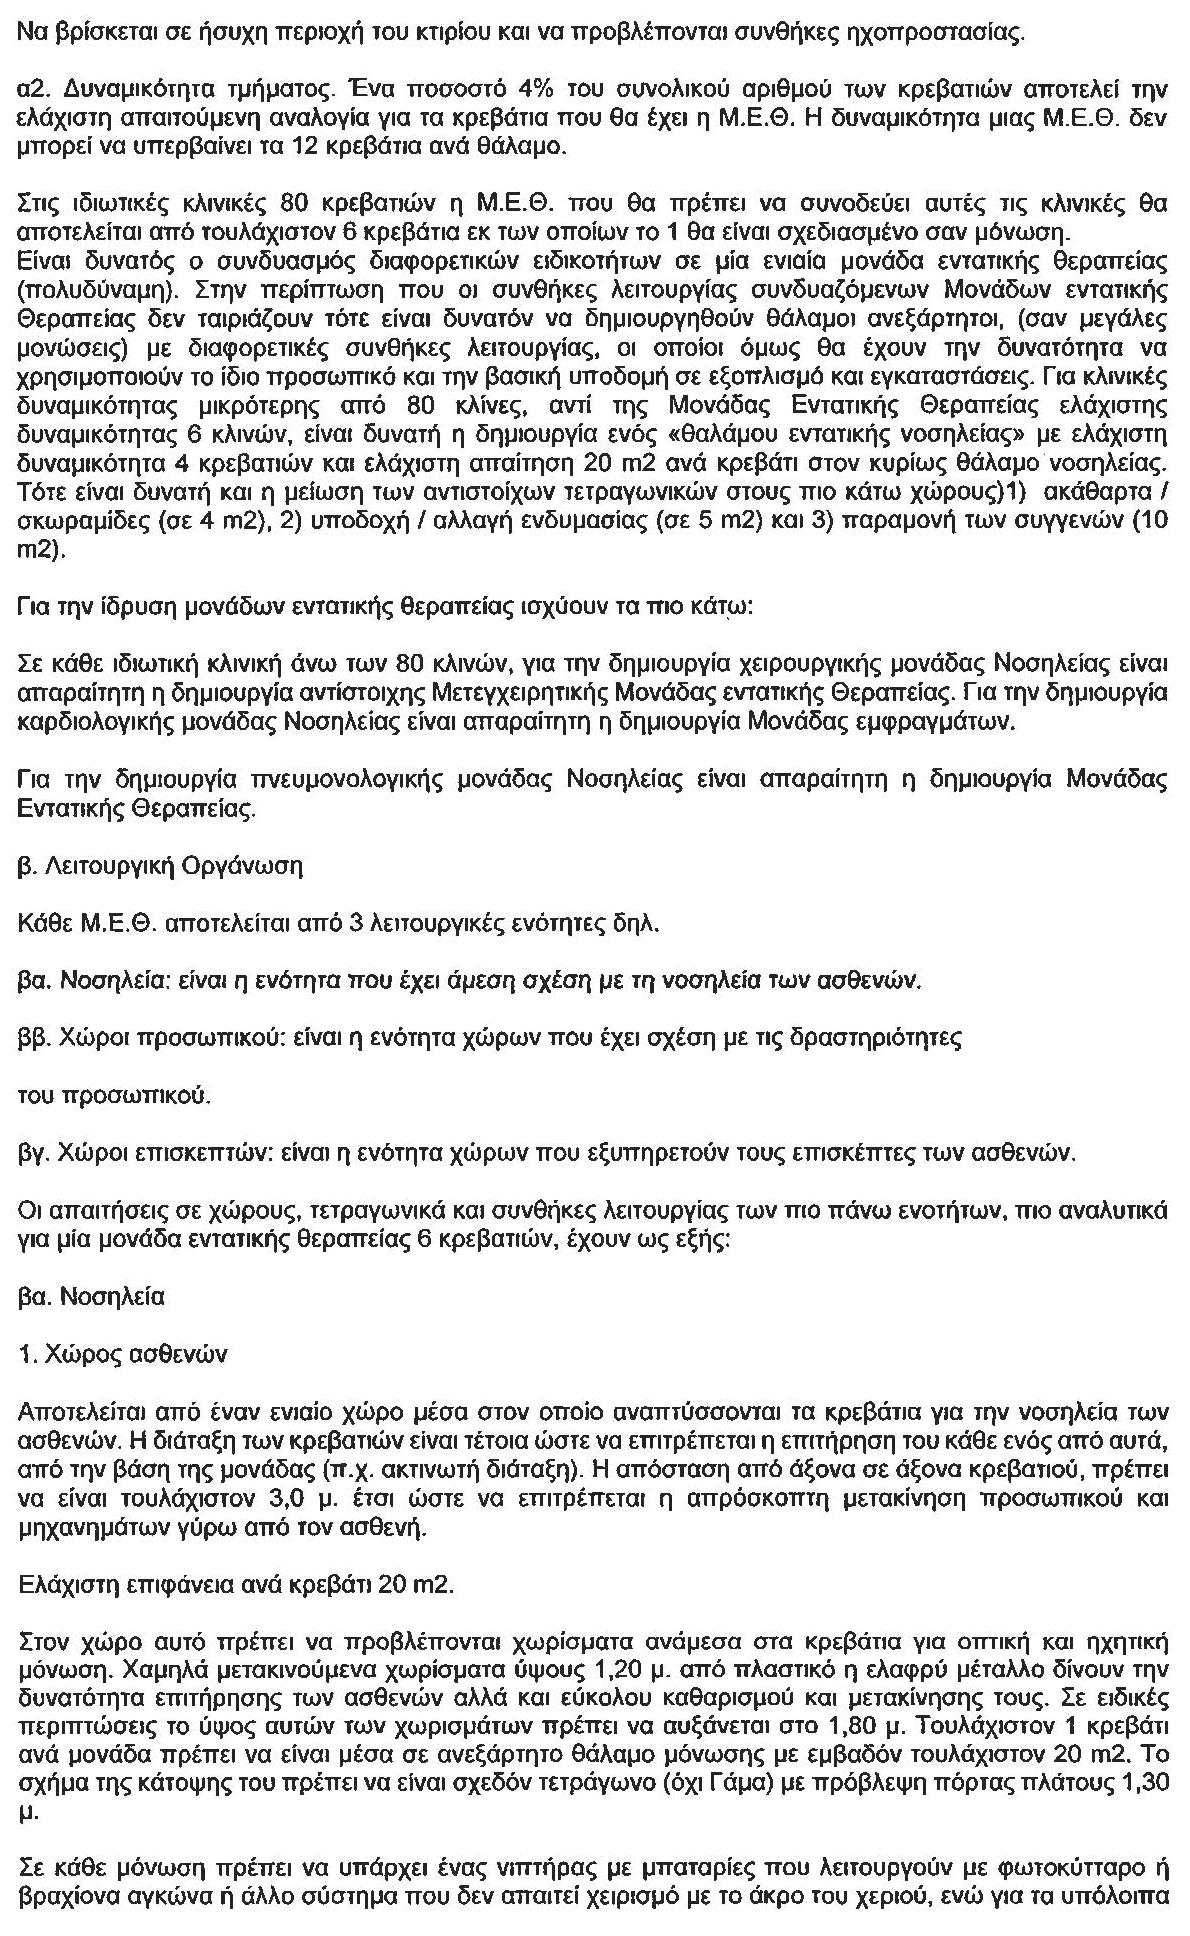 Να βρίσκεται σε ήσυχη περιοχή του κτιρίου και να προβλέπονται συνθήκες ηχοπροστασίας.
α2. Δυναμικότητα τμήματος. Ένα ποσοστό 4% του συνολικού αριθμού των κρεβατιών αποτελεί την
ελάχιστη απαιτούμενη αναλογία για τα κρεβάτια που θα έχει η Μ.Ε.Θ. Η δυναμικότητα μιας Μ.Ε.Θ. δεν
μπορεί να υπερβαίνει τα 12 κρεβάτια ανά θάλαμο.
Στις ιδιωτικές κλινικές 80 κρεβατιών η Μ.Ε.Θ. που θα πρέπει να συνοδεύει αυτές τις κλινικές θα
αποτελείται από τουλάχιστον 6 κρεβάτια εκ των οποίων το 1 θα είναι σχεδιασμένο σαν μόνωση.
Είναι δυνατός ο συνδυασμός διαφορετικών ειδικοτήτων σε μία ενιαία μονάδα εντατικής θεραπείας
(πολυδύναμη). Στην περίπτωση που οι συνθήκες λειτουργίας συνδυαζόμενων Μονάδων εντατικής
Θεραπείας δεν ταιριάζουν τότε είναι δυνατόν να δημιουργηθούν θάλαμοι ανεξάρτητοι, (σαν μεγάλες
μονώσεις) με διαφορετικές συνθήκες λειτουργίας, οι οποίοι όμως θα έχουν την δυνατότητα να
χρησιμοποιούν το ίδιο προσωπικό και την βασική υποδομή σε εξοπλισμό και εγκαταστάσεις. Για κλινικές
δυναμικότητας μικρότερης από 80 κλίνες, αντί της Μονάδας Εντατικής Θεραπείας ελάχιστης
δυναμικότητας 6 κλινών, είναι δυνατή η δημιουργία ενός «θαλάμου εντατικής νοσηλείας» με ελάχιστη
δυναμικότητα 4 κρεβατιών και ελάχιστη απαίτηση 20 m2 ανά κρεβάτι στον κυρίως θάλαμο νοσηλείας.
Τότε είναι δυνατή και η μείωση των αντιστοίχων τετραγωνικών στους πιο κάτω χώρους)1) ακάθαρτα /
σκωραμίδες (σε 4 m2), 2) υποδοχή / αλλαγή ενδυμασίας (σε 5 m2) και 3) παραμονή των συγγενών (10
m2).
Για την ίδρυση μονάδων εντατικής θεραπείας ισχύουν τα πιο κάτω:
Σε κάθε ιδιωτική κλινική άνω των 80 κλινών, για την δημιουργία χειρουργικής μονάδας Νοσηλείας είναι
απαραίτητη η δημιουργία αντίστοιχης Μετεγχειρητικής Μονάδας εντατικής Θεραπείας. Για την δημιουργία
καρδιολογικής μονάδας Νοσηλείας είναι απαραίτητη η δημιουργία Μονάδας εμφραγμάτων.
Για την δημιουργία πνευμονολογικής μονάδας Νοσηλείας είναι απαραίτητη η δημιουργία Μονάδας
Εντατικής Θεραπείας.
β. Λειτουργική Οργάνωση
Κάθε Μ.Ε.Θ. αποτελείται από 3 λειτουργικές ενότητες δηλ.
βα. Νοσηλεία: είναι η ενότητα που έχει άμεση σχέση με τη νοσηλεία των ασθενών.
ββ. Χώροι προσωπικού: είναι η ενότητα χώρων που έχει σχέση με τις δραστηριότητες
του προσωπικού.
βγ. Χώροι επισκεπτών: είναι η ενότητα χώρων που εξυπηρετούν τους επισκέπτες των ασθενών.
Οι απαιτήσεις σε χώρους, τετραγωνικά και συνθήκες λειτουργίας των πιο πάνω ενοτήτων, πιο αναλυτικά
για μία μονάδα εντατικής θεραπείας 6 κρεβατιών, έχουν ως εξής:
βα. Νοσηλεία
1. Χώρος ασθενών
Αποτελείται από έναν ενιαίο χώρο μέσα στον οποίο αναπτύσσονται τα κρεβάτια για την νοσηλεία των
ασθενών. Η διάταξη των κρεβατιών είναι τέτοια ώστε να επιτρέπεται η επιτήρηση του κάθε ενός από αυτά,
από την βάση της μονάδας (π.χ. ακτινωτή διάταξη). Η απόσταση από άξονα σε άξονα κρεβατιού, πρέπει
να είναι τουλάχιστον 3,0 μ. έτσι ώστε να επιτρέπεται η απρόσκοπτη μετακίνηση προσωπικού και
μηχανημάτων γύρω από τον ασθενή.
Ελάχιστη επιφάνεια ανά κρεβάτι 20 m2.
Στον χώρο αυτό πρέπει να προβλέπονται χωρίσματα ανάμεσα στα κρεβάτια για οπτική και ηχητική
μόνωση. Χαμηλά μετακινούμενα χωρίσματα ύψους 1,20 μ. από πλαστικό η ελαφρύ μέταλλο δίνουν την
δυνατότητα επιτήρησης των ασθενών αλλά και εύκολου καθαρισμού και μετακίνησης τους. Σε ειδικές
περιπτώσεις το ύψος αυτών των χωρισμάτων πρέπει να αυξάνεται στο 1,80 μ. Τουλάχιστον 1 κρεβάτι
ανά μονάδα πρέπει να είναι μέσα σε ανεξάρτητο θάλαμο μόνωσης με εμβαδόν τουλάχιστον 20 m2. Το
σχήμα της κάτοψης του πρέπει να είναι σχεδόν τετράγωνο (όχι Γάμα) με πρόβλεψη πόρτας πλάτους 1,30
μ.
Σε κάθε μόνωση πρέπει να υπάρχει ένας νιπτήρας με μπαταρίες που λειτουργούν με φωτοκύτταρο ή
βραχίονα αγκώνα ή άλλο σύστημα που δεν απαιτεί χειρισμό με το άκρο του χεριού, ενώ για τα υπόλοιπα